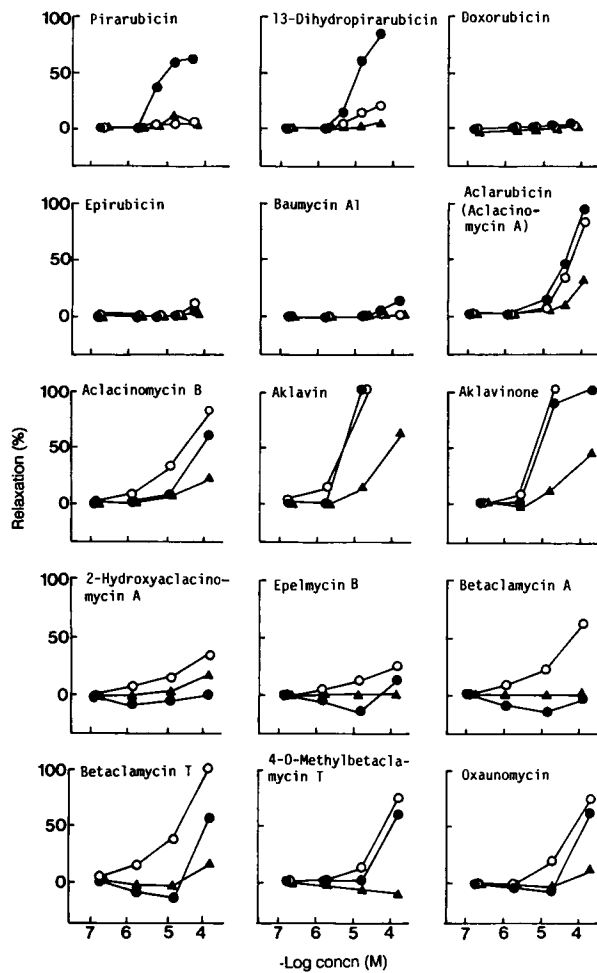 Pirarubicin
13-Dihydropirarubicin
Doxorubicin
100
50
0
Epirubicin
Baumycin A1
Aclarubicin
(Aclacino-
mycin A)
100
50
0
Aclacinomycin B
Aklavin
Aklavinone
100
50
0
Relaxation (%)
2-Hydroxyaclacino-
mycin A
Epelmycin B
Betaclamycin A
100
50
0
Betaclamycin T
4-O-Methylbetacla-
mycin T
Oxaunomycin
100
50
0
7 6 5 4
7 6 5 4
7 6 5 4
-Log concn (M)